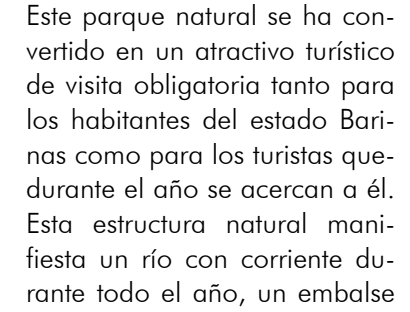 Este parque natural se ha con-
vertido en un atractivo turístico
de visita obligatoria tanto para
los habitantes del estado Bari-
nas como para los turistas que-
durante el año se acercan a él.
Esta estructura natural mani-
fiesta un río con corriente du-
rante todo el año, un embalse